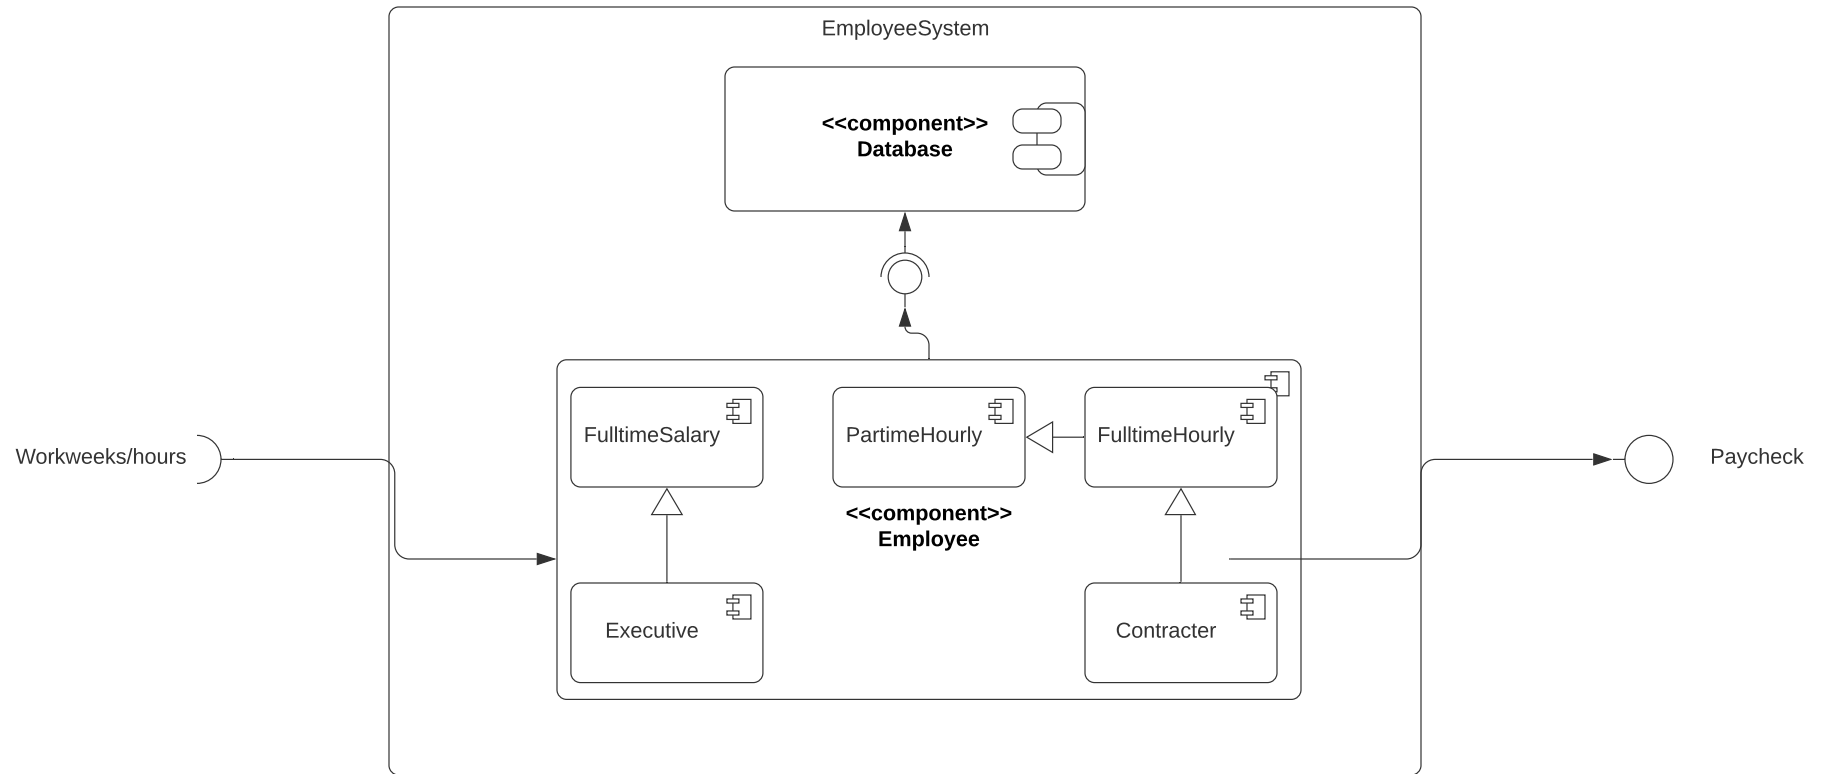 EmployeeSystem
<<component>>
Database
FulltimeSalary
PartimeHourly
FulltimeHourly
Workweeks/hours
Paycheck
<<component>>
Employee
Executive
Contracter